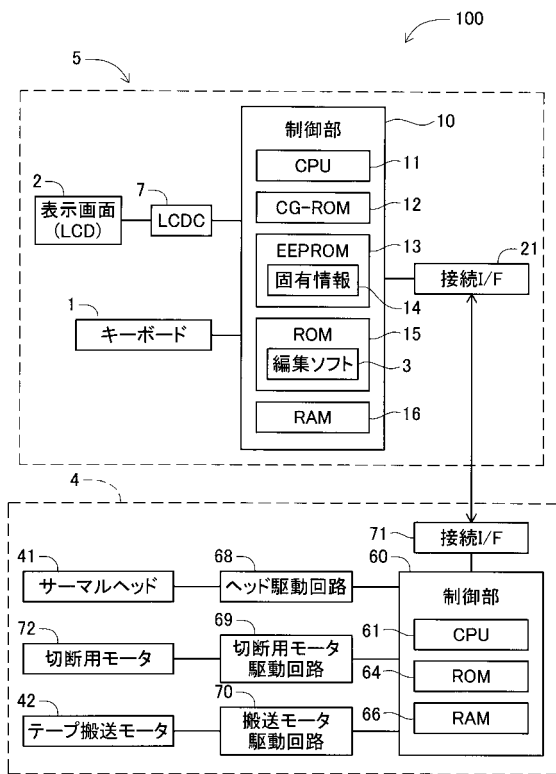 100
5
10
制御部
CPU
11
2
7
表示画面
(LCD)
LCDC
CG-ROM
12
EEPROM
13
固有情報
14
21
接続I/F
1
キーボード
ROM
15
編集ソフト
3
RAM
16
4
71
接続I/F
60
41
サーマルヘッド
68
ヘッド駆動回路
制御部
61
CPU
72
切断用モータ
69
切断用モータ
駆動回路
64
ROM
42
テープ搬送モータ
70
搬送モータ
駆動回路
66
RAM